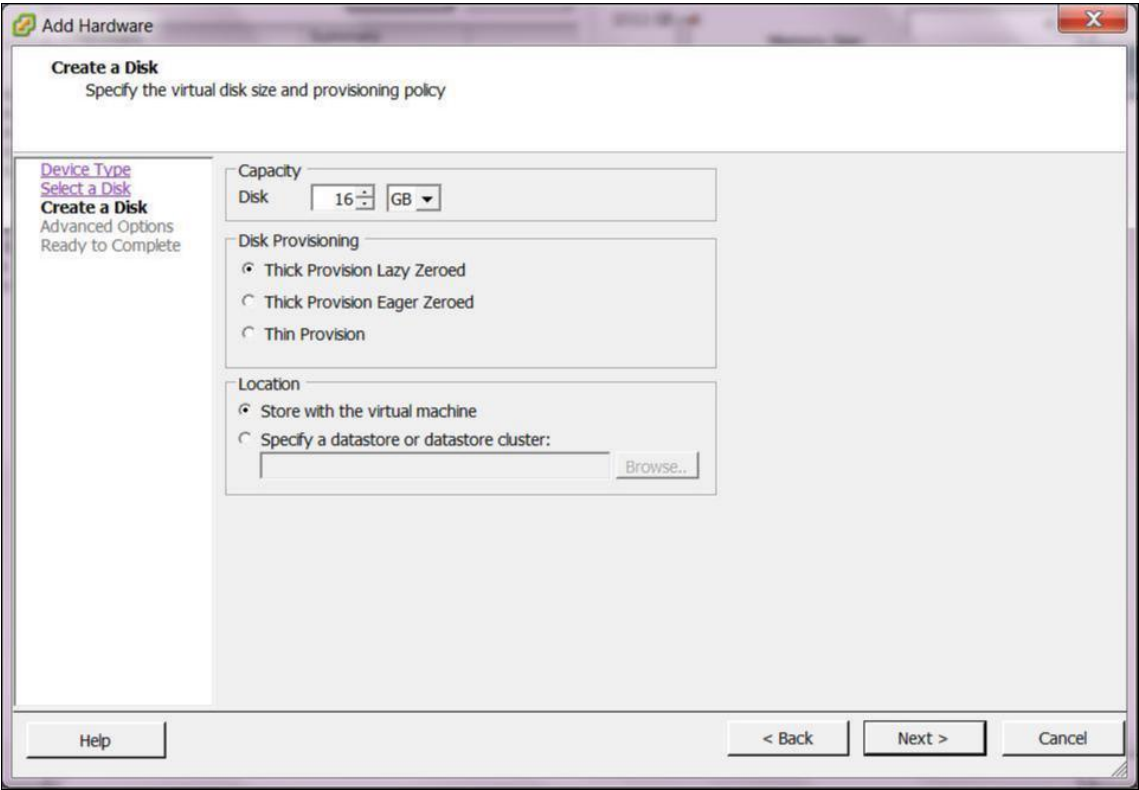 Add Hardware
X
Create a Disk
Specify the virtual disk size and provisioning policy
Device Type
Select a Disk
Create a Disk
Advanced Options
Ready to Complete
Capacity
Disk 16 GB
Disk Provisioning
Thick Provision Lazy Zeroed
Thick Provision Eager Zeroed
Thin Provision
Location
Store with the virtual machine
Specify a datastore or datastore cluster:
Browse..
Help
< Back
Next >
Cancel